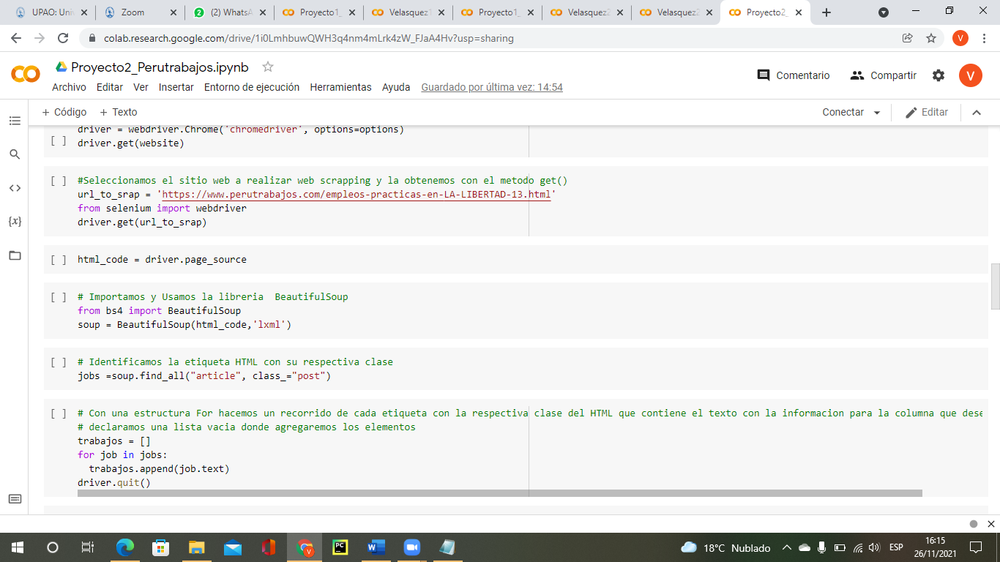 UPAO: Uni
Zoom
(2) WhatsA
Proyecto1_
Velasquez1
Proyecto1_
Velasquez2
Velasquez2
Proyecto2_
colab.research.google.com/drive/1i0LmhbuwQWH3q4nm4mLrk4zW_FJaA4Hv?usp=sharing
V
Proyecto2_Perutrabajos.ipynb
Comentario
Compartir
V
Archivo Editar Ver Insertar Entorno de ejecución Herramientas Ayuda Guardado por última vez: 14:54
+ Código + Texto
Conectar
Editar
driver = webdriver.Chrome('chromedriver', options=options)
[ ] driver.get(website)
[ ] #Seleccionamos el sitio web a realizar web scrapping y la obtenemos con el metodo get()
url_to_srap = 'https://www.perutrabajos.com/empleos-practicas-en-LA-LIBERTAD-13.html'
from selenium import webdriver
driver.get(url_to_srap)
[ ] html_code = driver.page_source
[ ] # Importamos y Usamos la libreria  BeautifulSoup
from bs4 import BeautifulSoup
soup = BeautifulSoup(html_code,'lxml')
[ ] # Identificamos la etiqueta HTML con su respectiva clase
jobs =soup.find_all("article", class_="post")
[ ] # Con una estructura For hacemos un recorrido de cada etiqueta con la respectiva clase del HTML que contiene el texto con la informacion para la columna que dese
# declaramos una lista vacia donde agregaremos los elementos
trabajos = []
for job in jobs:
  trabajos.append(job.text)
driver.quit()
18°C Nublado
ESP
16:15
26/11/2021